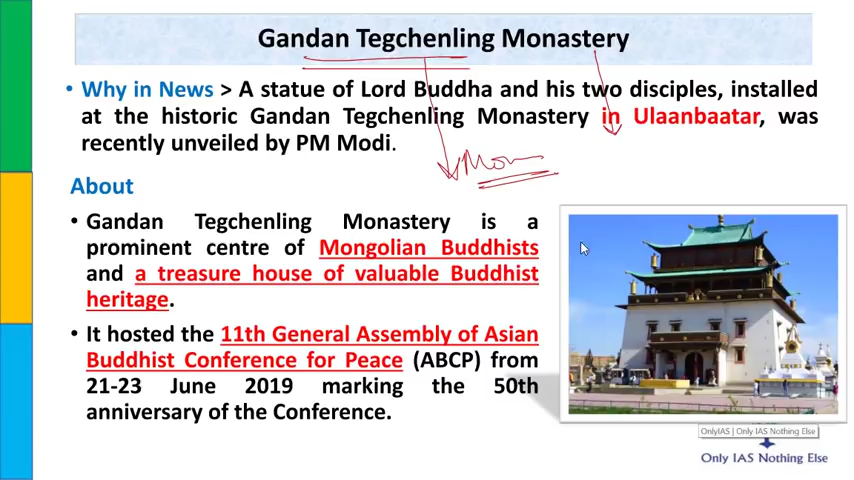 Gandan Tegchenling Monastery
• Why in News > A statue of Lord Buddha and his two disciples, installed
at the historic Gandan Tegchenling Monastery in Ulaanbaatar, was
recently unveiled by PM Modi.
Mon
About
• Gandan Tegchenling Monastery is a
prominent centre of Mongolian Buddhists
and a treasure house of valuable Buddhist
heritage.
• It hosted the 11th General Assembly of Asian
Buddhist Conference for Peace (ABCP) from
21-23 June 2019 marking the 50th
anniversary of the Conference.
OnlyIAS | Only IAS Nothing Else
Only IAS Nothing Else